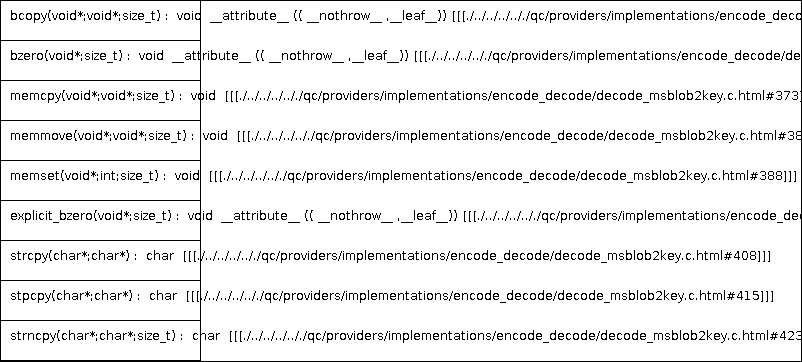 bcopy(void*;void*;size_t) : void __attribute__ (( __nothrow__ ,__leaf__)) [[[./../../../././qc/providers/implementations/encode_deco
bzero(void*;size_t) : void __attribute__ (( __nothrow__ ,__leaf__)) [[[./../../../././qc/providers/implementations/encode_decode/de
memcpy(void*;void*;size_t) : void [[[./../../../././qc/providers/implementations/encode_decode/decode_msblob2key.c.html#373]
memmove(void*;void*;size_t) : void [[[./../../../././qc/providers/implementations/encode_decode/decode_msblob2key.c.html#38
memset(void*;int;size_t) : void [[[./../../../././qc/providers/implementations/encode_decode/decode_msblob2key.c.html#388]]]
explicit_bzero(void*;size_t) : void __attribute__ (( __nothrow__ ,__leaf__)) [[[./../../../././qc/providers/implementations/encode_deco
strcpy(char*;char*) : char [[[./../../../././qc/providers/implementations/encode_decode/decode_msblob2key.c.html#408]]]
stpcpy(char*;char*) : char [[[./../../../././qc/providers/implementations/encode_decode/decode_msblob2key.c.html#415]]]
strncpy(char*;char*;size_t) : char [[[./../../../././qc/providers/implementations/encode_decode/decode_msblob2key.c.html#423